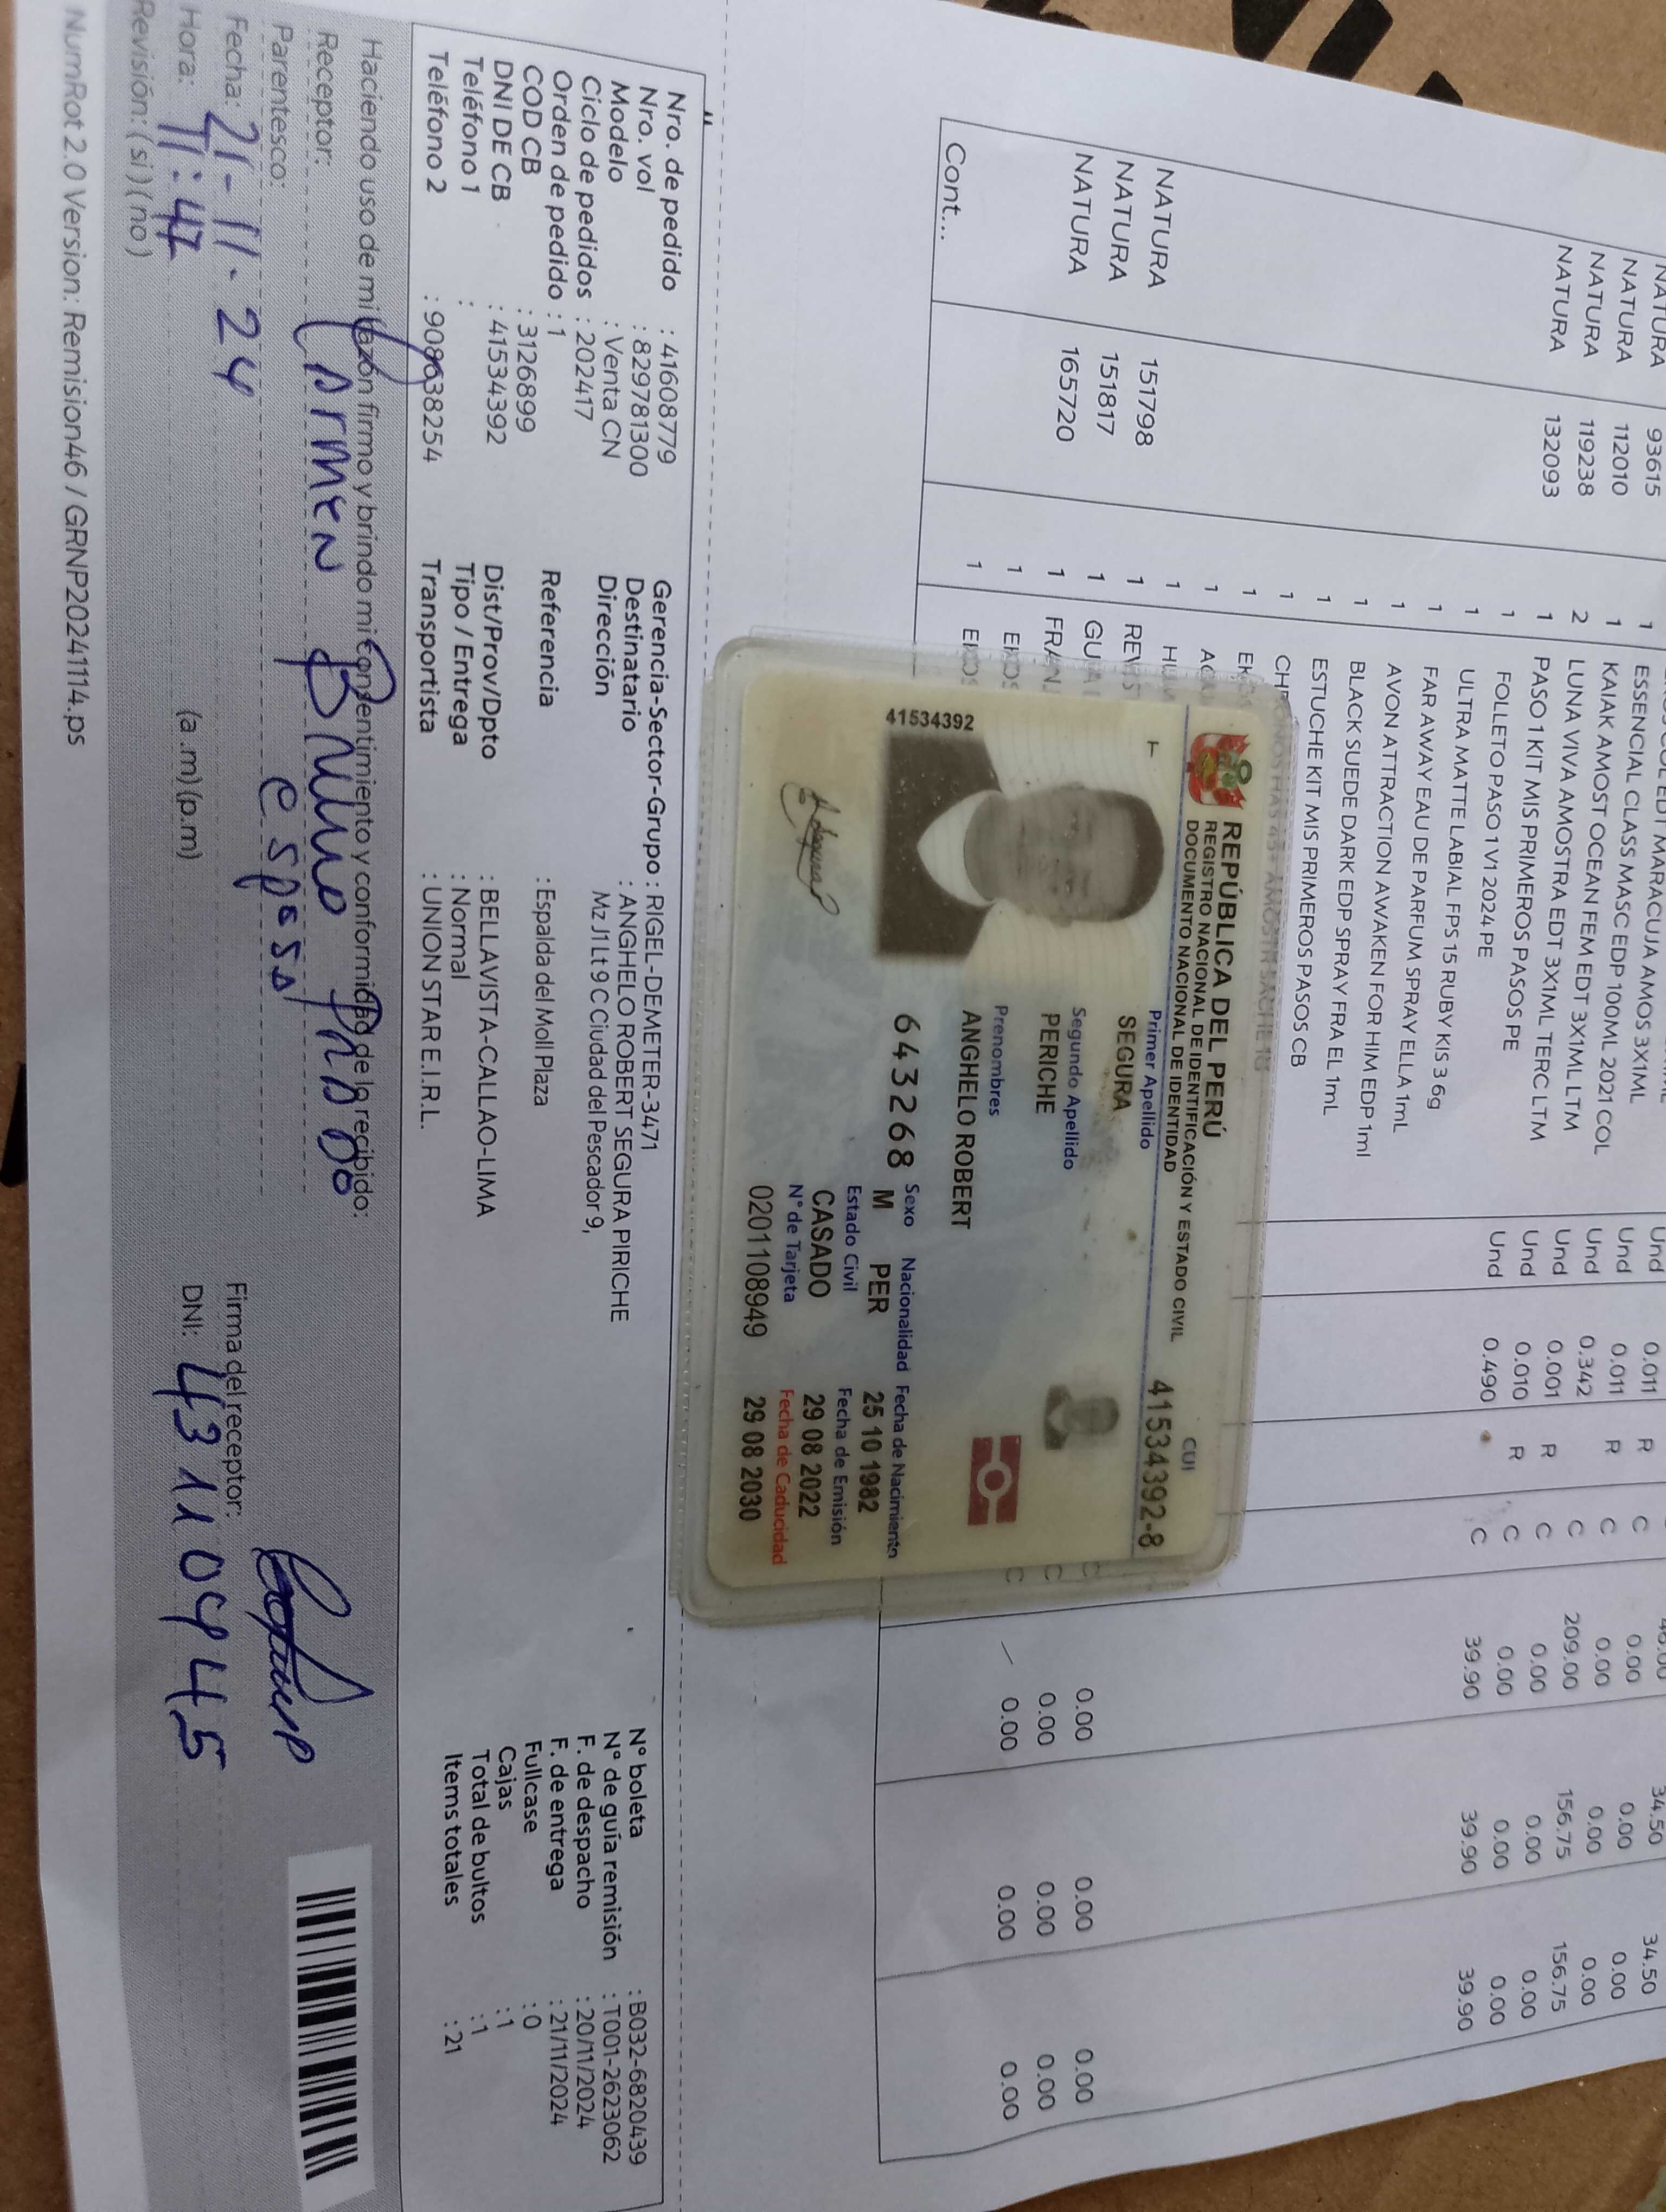 NATURA 93615 1 ESSENCIAL CLASS MASC EDP 100ML 2021 COL Und 0.011 R C 34.50 34.50
NATURA 112010 1 KAIAK AMOST OCEAN FEM EDT 3X1ML LTM Und 0.011 R C 0.00 0.00 0.00
NATURA 119238 2 LUNA VIVA AMOSTRA EDT 3X1ML TERC LTM Und 0.342 C 0.00 0.00 0.00
NATURA 132093 1 PASO 1 KIT MIS PRIMEROS PASOS PE Und 0.001 R C 209.00 156.75 156.75
1 FOLLETO PASO 1 V1 2024 PE Und 0.010 R C 0.00 0.00 0.00
1 ULTRA MATTE LABIAL FPS 15 RUBY KIS 3 6g Und 0.490 C 0.00 0.00 0.00
1 FAR AWAY EAU DE PARFUM SPRAY ELLA 1mL 39.90 39.90 39.90
1 AVON ATTRACTION AWAKEN FOR HIM EDP 1ml
1 BLACK SUEDE DARK EDP SPRAY FRA EL 1mL
1 ESTUCHE KIT MIS PRIMEROS PASOS CB
1
1
1
NATURA 151798 1
NATURA 151817 1
NATURA 165720 1 0.00 0.00 0.00
1 0.00 0.00 0.00
1 0.00 0.00 0.00
Cont...
REPÚBLICA DEL PERÚ
REGISTRO NACIONAL DE IDENTIFICACIÓN Y ESTADO CIVIL
DOCUMENTO NACIONAL DE IDENTIDAD
CUI
41534392-8
Primer Apellido
SEGURA
Segundo Apellido
PERICHE
Prenombres
ANGHELO ROBERT
Sexo Nacionalidad Fecha de Nacimiento
643268 M PER 25 10 1982
Estado Civil Fecha de Emisión
CASADO 29 08 2022
N° de Tarjeta Fecha de Caducidad
0201108949 29 08 2030
41534392
Nro. de pedido : 41608779 Gerencia-Sector-Grupo : RIGEL-DEMETER-3471 N° boleta : B032-6820439
Nro. vol : 829781300 Destinatario : ANGHELO ROBERT SEGURA PIRICHE N° de guía remisión : T001-2623062
Modelo : Venta CN Dirección Mz J1 Lt 9 C Ciudad del Pescador 9, F. de despacho : 20/11/2024
Ciclo de pedidos : 202417 F. de entrega : 21/11/2024
Orden de pedido : 1 Referencia : Espalda del Moll Plaza Fullcase : 0
COD CB : 3126899 Cajas : 1
DNI DE CB : 41534392 Dist/Prov/Dpto : BELLAVISTA-CALLAO-LIMA Total de bultos : 1
Teléfono 1 : Tipo / Entrega : Normal Items totales : 21
Teléfono 2 : 908638254 Transportista : UNION STAR E.I.R.L.
Haciendo uso de mi razón firmo y brindo mi consentimiento y conformidad de lo recibido:
Receptor: Carmen Bruno
Parentesco: esposa
Firma del receptor:
Fecha: 21-11-24
Hora: 11:47 (a.m) (p.m) DNI: 43110445
Revisión: ( si ) ( no )
NumRot 2.0 Version: Remision46 / GRNP20241114.ps